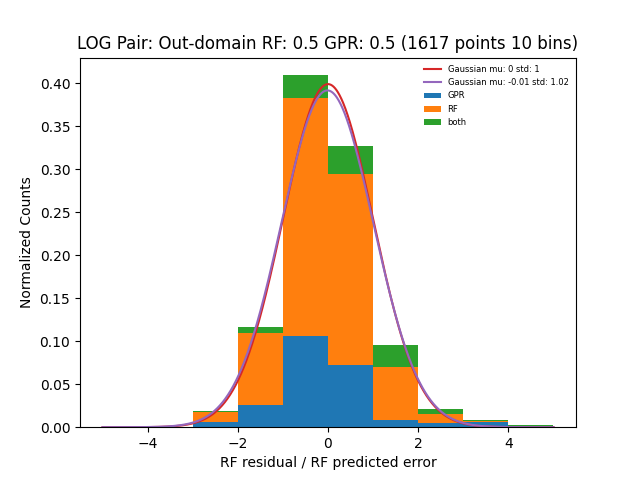 LOG Pair: Out-domain RF: 0.5 GPR: 0.5 (1617 points 10 bins)
Gaussian mu: 0 std: 1
Gaussian mu: -0.01 std: 1.02
GPR
RF
both
Normalized Counts
0.40
0.35
0.30
0.25
0.20
0.15
0.10
0.05
0.00
−4 −2 0 2 4
RF residual / RF predicted error